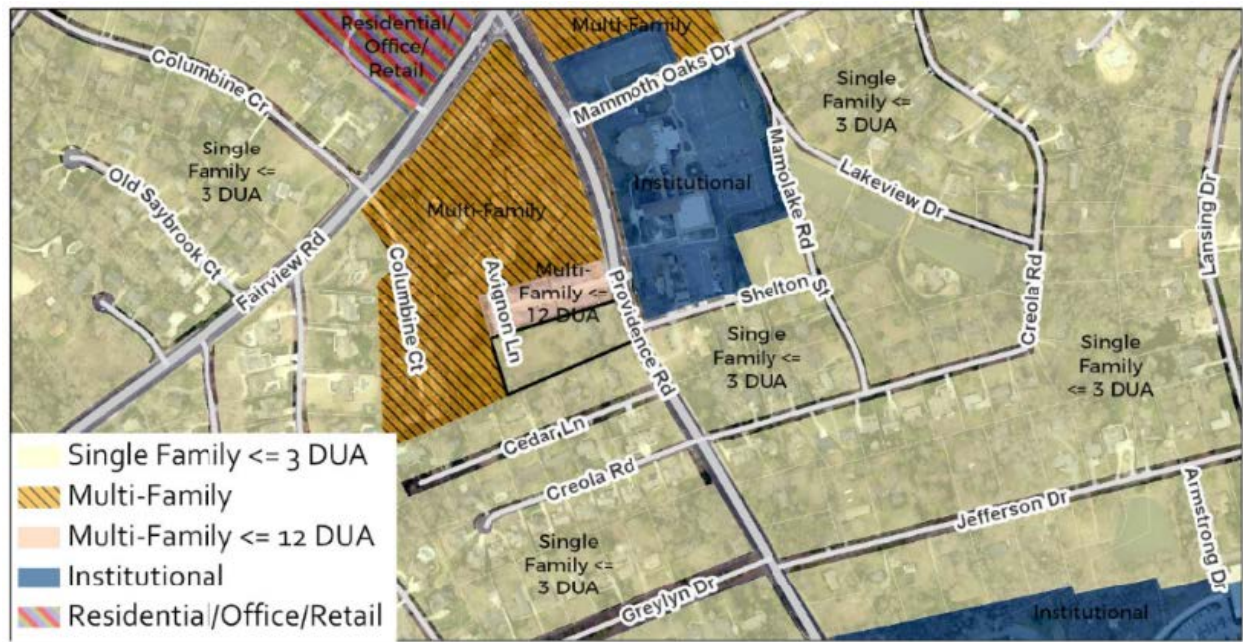 Residential/
Office/
Retail
Multi-Family
Mammoth Oaks Dr
Single
Family <=
3 DUA
Columbine Cr.
Single
Family <=
3 DUA
Old Saybrook Ct
Fairview Rd
Multi-Family
Institutional
Mamolake Rd
Lakeview Dr
Lansing Dr
Columbine Ct
Avignon Ln
Multi-
Family <=
12 DUA
Providence Rd
Shelton St
Creola Rd
Single
Family <=
3 DUA
Single
Family
<= 3 DUA
Cedar Ln
Creola Rd
Single
Family <=
3 DUA
Greylyn Dr
Jefferson Dr
Armstrong Dr
Institutional
Single Family <= 3 DUA
Multi-Family
Multi-Family <= 12 DUA
Institutional
Residential/Office/Retail